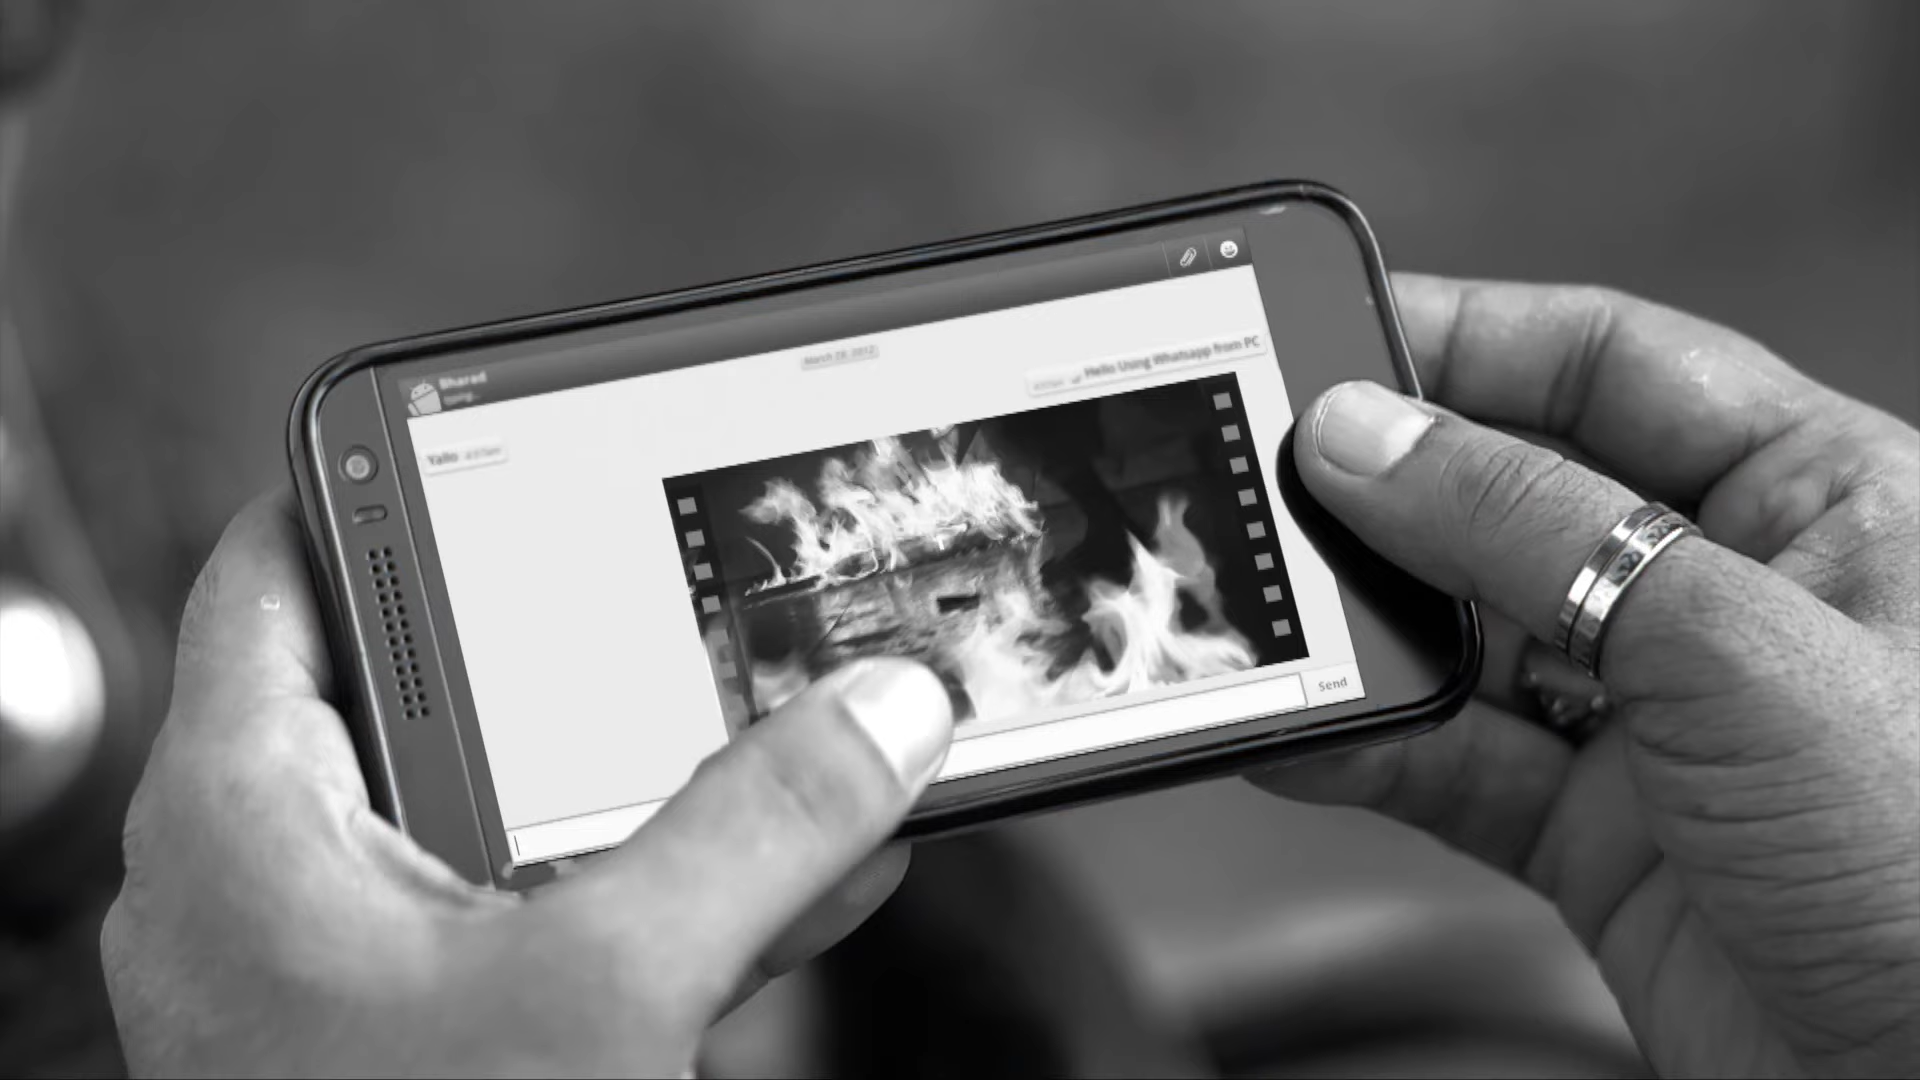 Bharad
March 28, 2012
Hello Using Whatsapp from PC
Yallo
Send